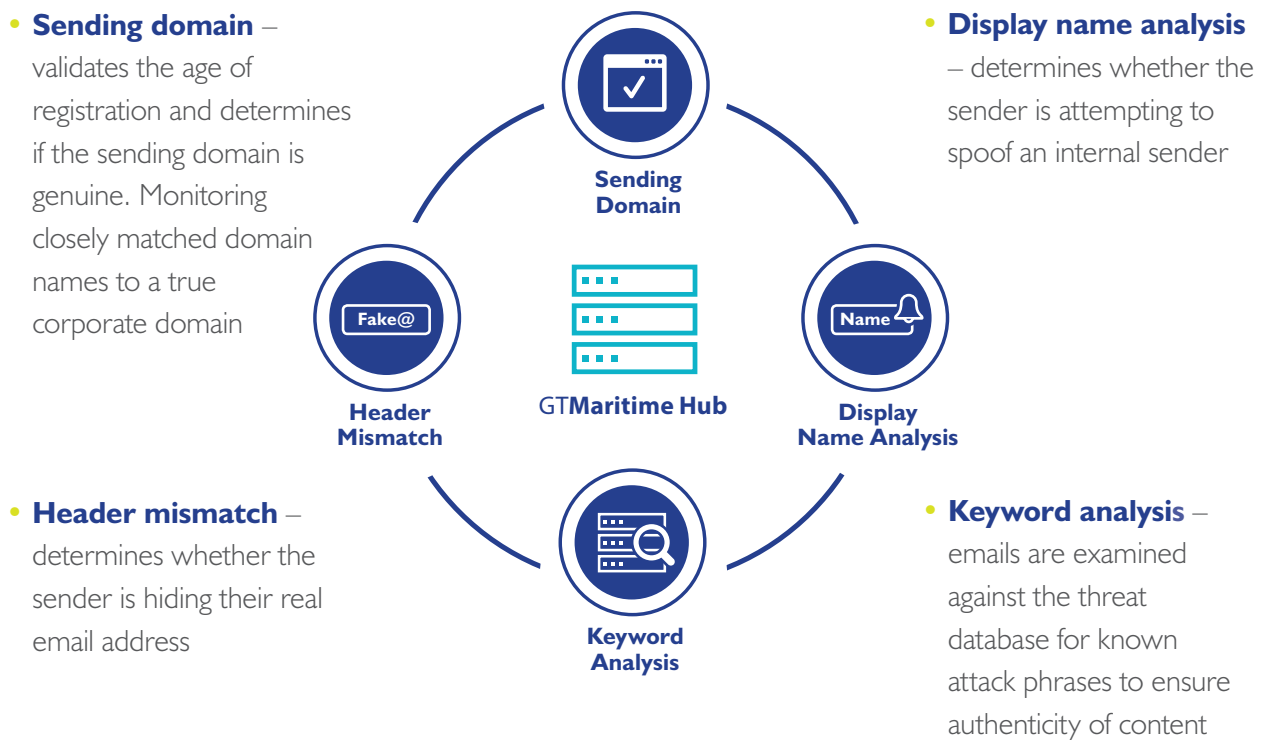 • Sending domain –
validates the age of
registration and determines
if the sending domain is
genuine. Monitoring
closely matched domain
names to a true
corporate domain
• Display name analysis
– determines whether the
sender is attempting to
spoof an internal sender
Sending
Domain
Fake@
Header
Mismatch
GTMaritime Hub
Name
Display
Name Analysis
Keyword
Analysis
• Header mismatch –
determines whether the
sender is hiding their real
email address
• Keyword analysis –
emails are examined
against the threat
database for known
attack phrases to ensure
authenticity of content